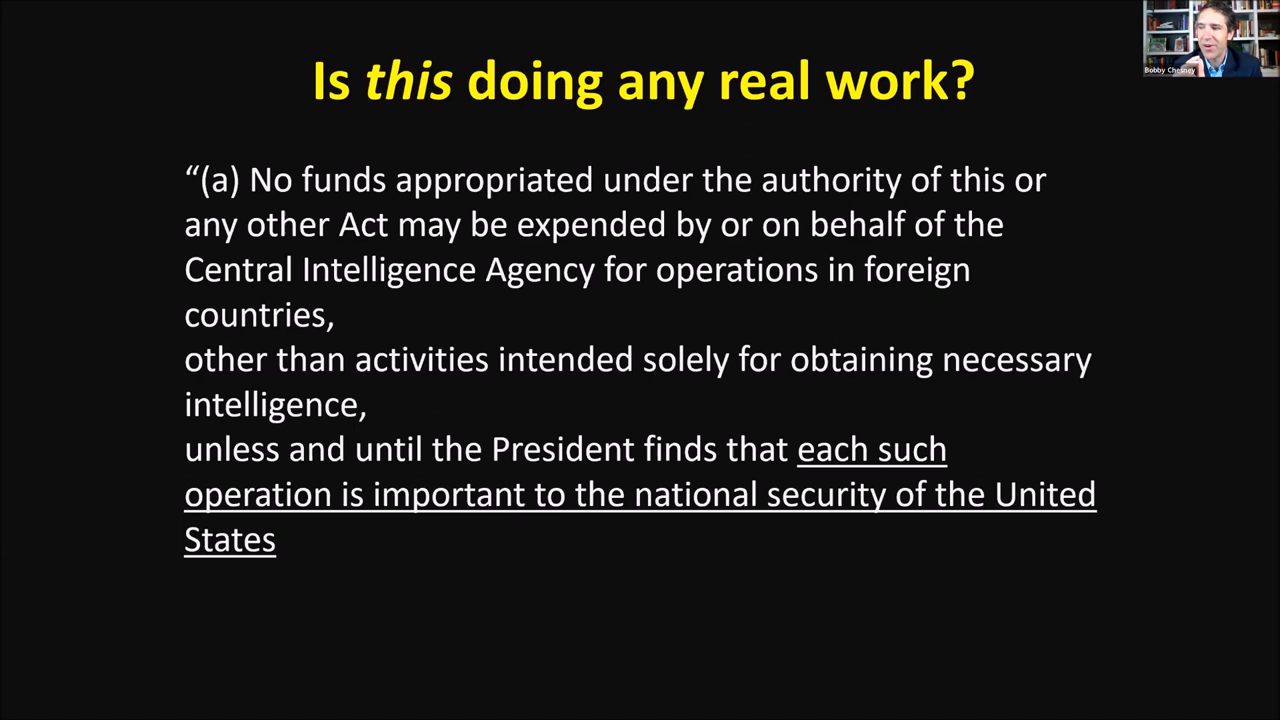 Bobby Chesney
Is this doing any real work?
“(a) No funds appropriated under the authority of this or
any other Act may be expended by or on behalf of the
Central Intelligence Agency for operations in foreign
countries,
other than activities intended solely for obtaining necessary
intelligence,
unless and until the President finds that each such
operation is important to the national security of the United
States